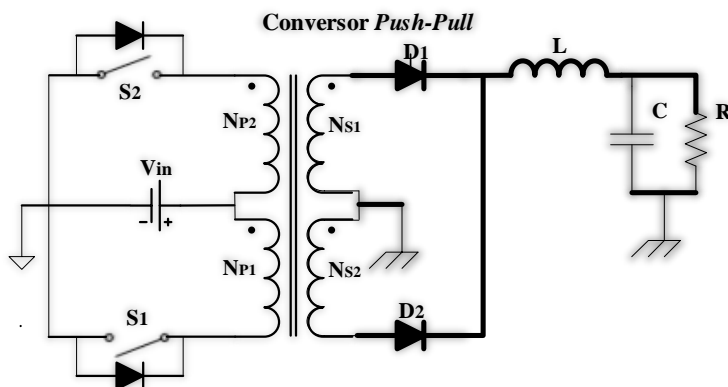 Conversor Push-Pull
D1
L
S2
NP2
NS1
C
R
Vin
- +
NP1
NS2
S1
D2